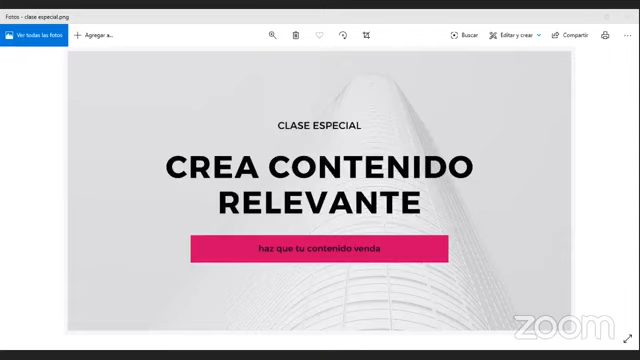 Fotos - clase especial.png
Ver todas las fotos
Agregar a...
Buscar
Editar y crear
Compartir
CLASE ESPECIAL
CREA CONTENIDO
RELEVANTE
haz que tu contenido venda
zoom